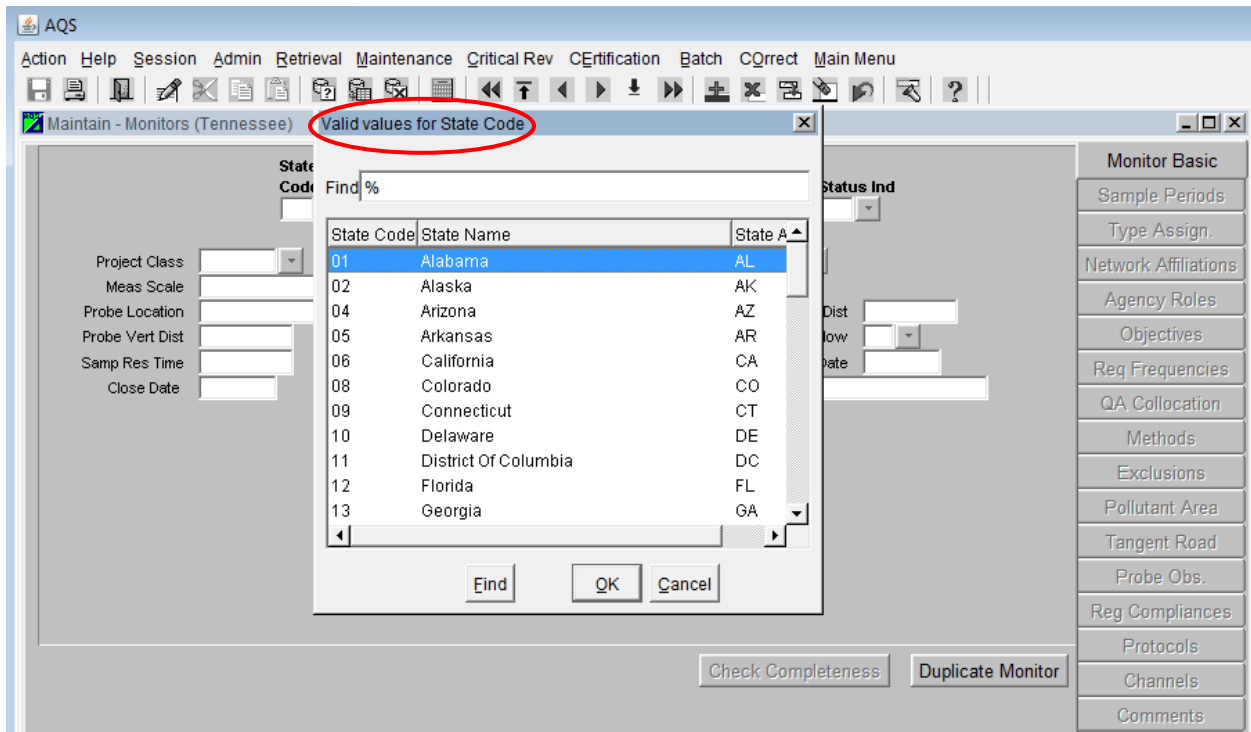 AQS
Action Help Session Admin Retrieval Maintenance Critical Rev CErtification Batch COrrect Main Menu
Maintain - Monitors (Tennessee)
Valid values for State Code
Find %
State Code State Name State A
01 Alabama AL
02 Alaska AK
04 Arizona AZ
05 Arkansas AR
06 California CA
08 Colorado CO
09 Connecticut CT
10 Delaware DE
11 District Of Columbia DC
12 Florida FL
13 Georgia GA
Find OK Cancel
State
Code
Status Ind
Project Class
Meas Scale
Probe Location
Dist
Probe Vert Dist
low
Samp Res Time
Date
Close Date
Check Completeness Duplicate Monitor
Monitor Basic
Sample Periods
Type Assign.
Network Affiliations
Agency Roles
Objectives
Req Frequencies
QA Collocation
Methods
Exclusions
Pollutant Area
Tangent Road
Probe Obs.
Reg Compliances
Protocols
Channels
Comments